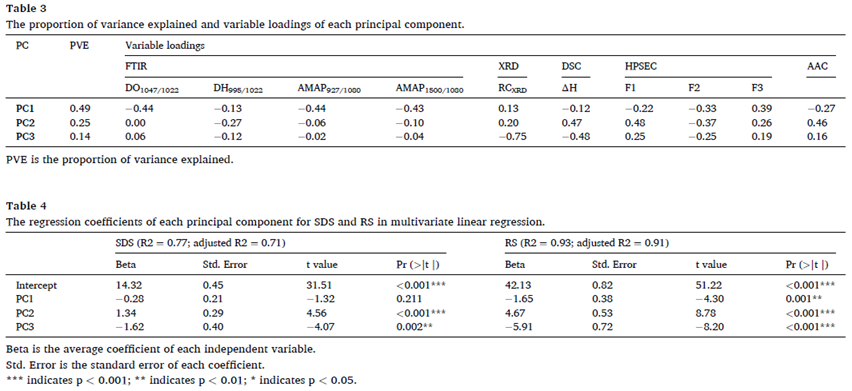 Table 3
The proportion of variance explained and variable loadings of each principal component.
PC PVE Variable loadings
FTIR XRD DSC HPSEC AAC
DO1047/1022 DH995/1022 AMAP927/1080 AMAP1500/1080 RCXRD ΔH F1 F2 F3
PC1 0.49 −0.44 −0.13 −0.44 −0.43 0.13 −0.12 −0.22 −0.33 0.39 −0.27
PC2 0.25 0.00 −0.27 −0.06 −0.10 0.20 0.47 0.48 −0.37 0.26 0.46
PC3 0.14 0.06 −0.12 −0.02 −0.04 −0.75 −0.48 0.25 −0.25 0.19 0.16
PVE is the proportion of variance explained.
Table 4
The regression coefficients of each principal component for SDS and RS in multivariate linear regression.
SDS (R2 = 0.77; adjusted R2 = 0.71) RS (R2 = 0.93; adjusted R2 = 0.91)
Beta Std. Error t value Pr (>|t |) Beta Std. Error t value Pr (>|t |)
Intercept 14.32 0.45 31.51 <0.001*** 42.13 0.82 51.22 <0.001***
PC1 −0.28 0.21 −1.32 0.211 −1.65 0.38 −4.30 0.001**
PC2 1.34 0.29 4.56 <0.001*** 4.67 0.53 8.78 <0.001***
PC3 −1.62 0.40 −4.07 0.002** −5.91 0.72 −8.20 <0.001***
Beta is the average coefficient of each independent variable.
Std. Error is the standard error of each coefficient.
*** indicates p < 0.001; ** indicates p < 0.01; * indicates p < 0.05.